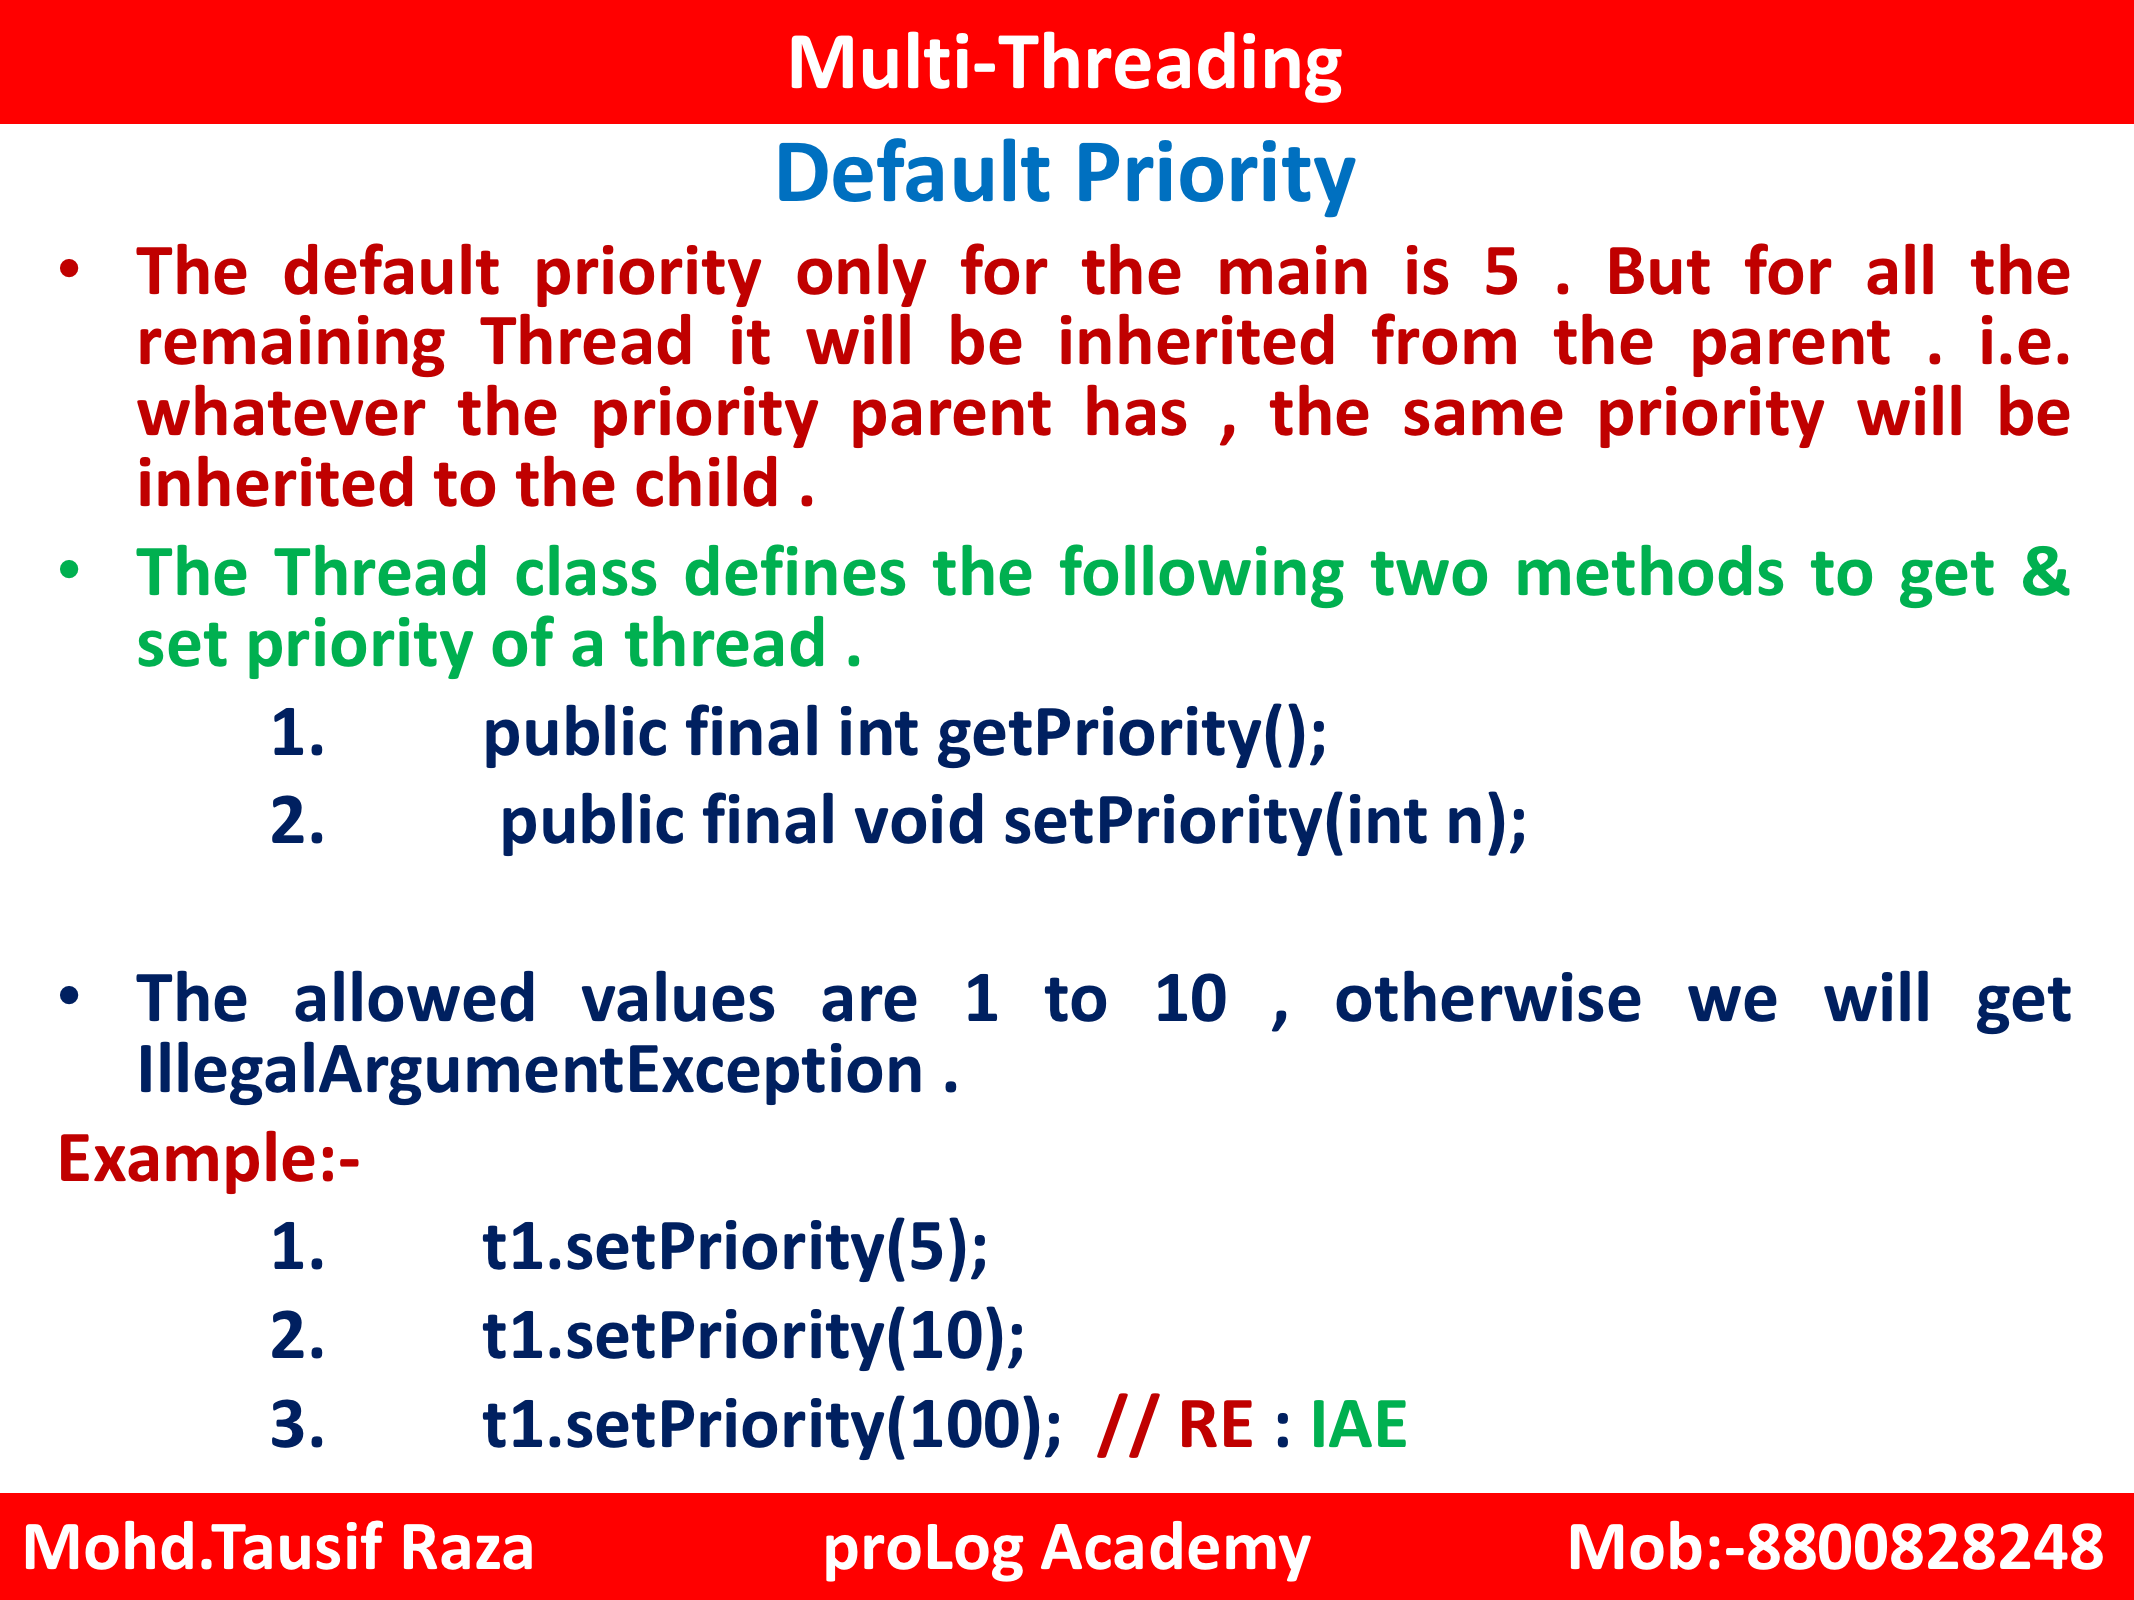 Multi-Threading
Default Priority
• The default priority only for the main is 5 . But for all the
remaining Thread it will be inherited from the parent . i.e.
whatever the priority parent has , the same priority will be
inherited to the child .
• The Thread class defines the following two methods to get &
set priority of a thread .
1. public final int getPriority();
2. public final void setPriority(int n);
• The allowed values are 1 to 10 , otherwise we will get
IllegalArgumentException .
Example:-
1. t1.setPriority(5);
2. t1.setPriority(10);
3. t1.setPriority(100); // RE : IAE
Mohd.Tausif Raza proLog Academy Mob:-8800828248